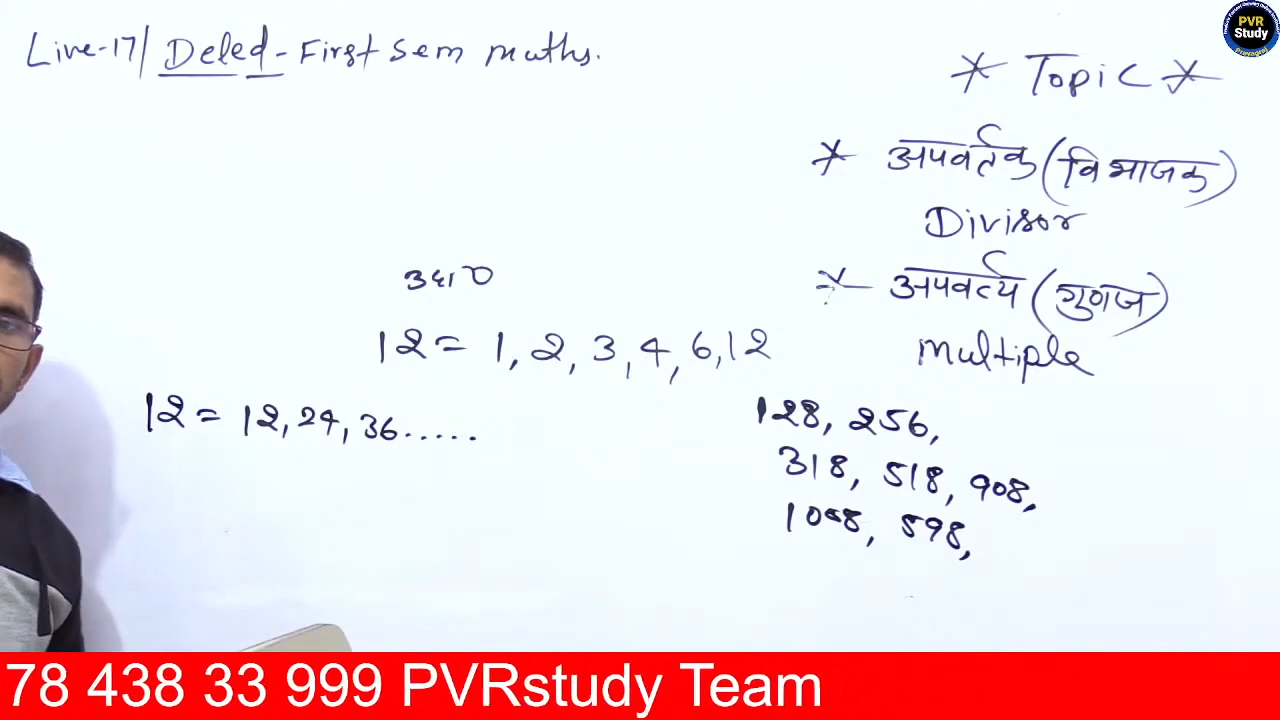 Live-17/ Deled - First Sem maths.
PVR
Study
Prayagraj
* Topic *
* अपवर्तक (विभाजक)
Divisor
* अपवर्त्य (गुणज)
multiple
12 = 1, 2, 3, 4, 6, 12
12 = 12, 24, 36.....
128, 256,
318, 518, 908,
1008, 598,
78 438 33 999 PVRstudy Team